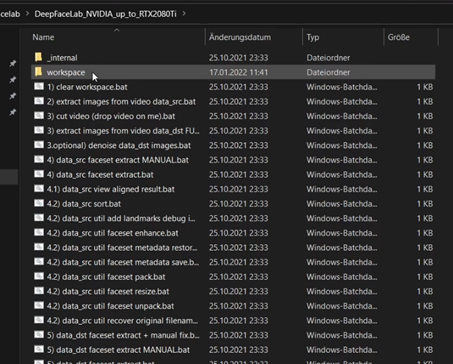 celab › DeepFaceLab_NVIDIA_up_to_RTX2080Ti ›
Name Änderungsdatum Typ Größe
_internal 25.10.2021 23:33 Dateiordner
workspace 17.01.2022 11:41 Dateiordner
1) clear workspace.bat 25.10.2021 23:33 Windows-Batchda... 1 KB
2) extract images from video data_src.bat 25.10.2021 23:33 Windows-Batchda... 1 KB
3) cut video (drop video on me).bat 25.10.2021 23:33 Windows-Batchda... 1 KB
3) extract images from video data_dst FU... 25.10.2021 23:33 Windows-Batchda... 1 KB
3.optional) denoise data_dst images.bat 25.10.2021 23:33 Windows-Batchda... 1 KB
4) data_src faceset extract MANUAL.bat 25.10.2021 23:33 Windows-Batchda... 1 KB
4) data_src faceset extract.bat 25.10.2021 23:33 Windows-Batchda... 1 KB
4.1) data_src view aligned result.bat 25.10.2021 23:33 Windows-Batchda... 1 KB
4.2) data_src sort.bat 25.10.2021 23:33 Windows-Batchda... 1 KB
4.2) data_src util add landmarks debug i... 25.10.2021 23:33 Windows-Batchda... 1 KB
4.2) data_src util faceset enhance.bat 25.10.2021 23:33 Windows-Batchda... 1 KB
4.2) data_src util faceset metadata restor... 25.10.2021 23:33 Windows-Batchda... 1 KB
4.2) data_src util faceset metadata save.b... 25.10.2021 23:33 Windows-Batchda... 1 KB
4.2) data_src util faceset pack.bat 25.10.2021 23:33 Windows-Batchda... 1 KB
4.2) data_src util faceset resize.bat 25.10.2021 23:33 Windows-Batchda... 1 KB
4.2) data_src util faceset unpack.bat 25.10.2021 23:33 Windows-Batchda... 1 KB
4.2) data_src util recover original filenam... 25.10.2021 23:33 Windows-Batchda... 1 KB
5) data_dst faceset extract + manual fix.b... 25.10.2021 23:33 Windows-Batchda... 1 KB
5) data_dst faceset extract MANUAL.bat 25.10.2021 23:33 Windows-Batchda... 1 KB
5) data_dst faceset extract.bat 25.10.2021 23:33 Windows-Batchda... 1 KB